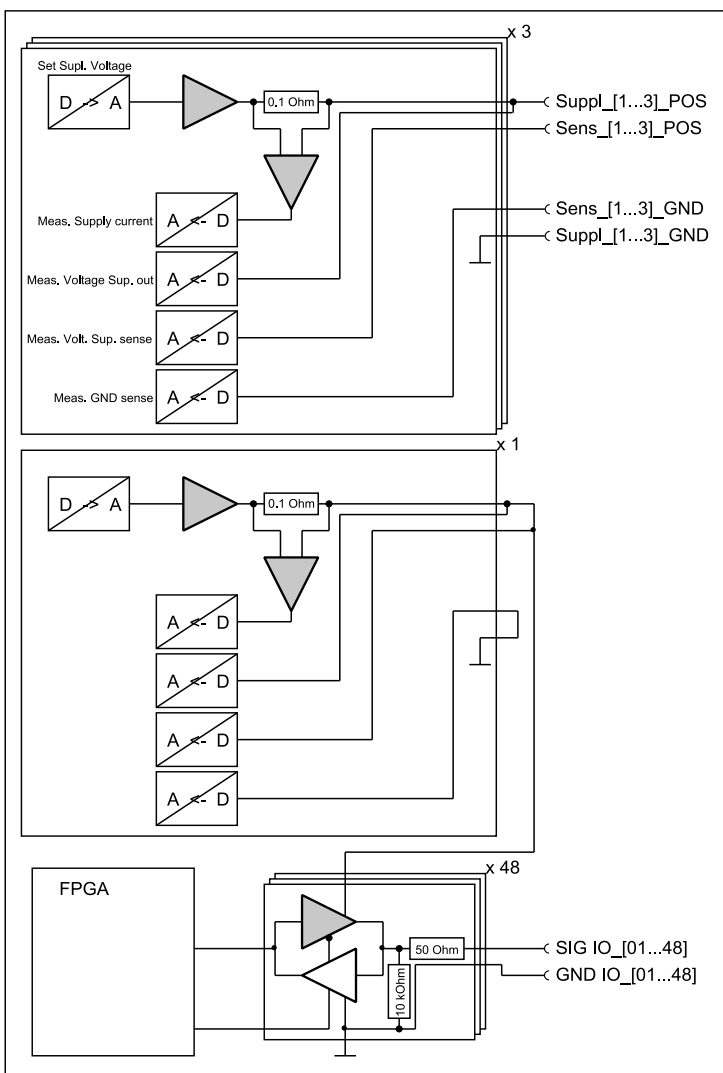 x 3
Set Supl. Voltage
D -> A
0.1 Ohm
Suppl_[1...3]_POS
Sens_[1...3]_POS
Meas. Supply current
A <- D
Sens_[1...3]_GND
Suppl_[1...3]_GND
Meas. Voltage Sup. out
A <- D
Meas. Volt. Sup. sense
A <- D
Meas. GND sense
A <- D
x 1
D -> A
0.1 Ohm
A <- D
A <- D
A <- D
A <- D
x 48
FPGA
50 Ohm
SIG IO_[01...48]
10 kOhm
GND IO_[01...48]